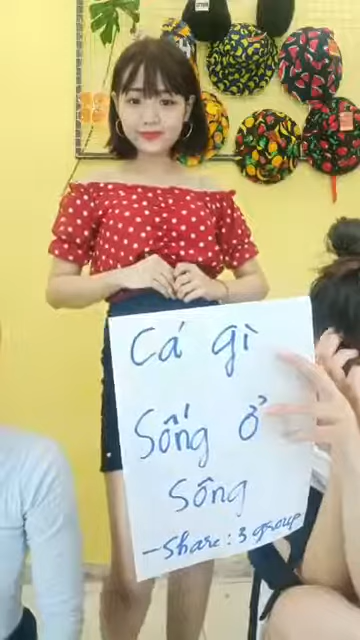 Cá gì
Sống ở
sông
- Share: 3 group